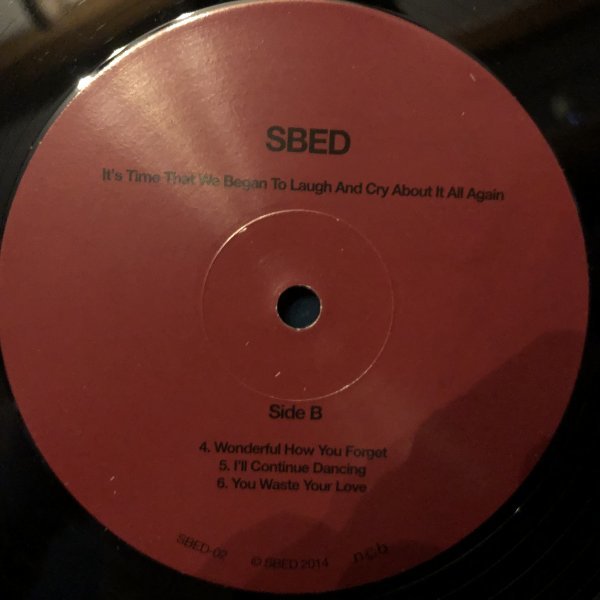 SBED
It's Time That We Began To Laugh And Cry About It All Again
Side B
4. Wonderful How You Forget
5. I'll Continue Dancing
6. You Waste Your Love
SBED-02
© SBED 2014
n©b